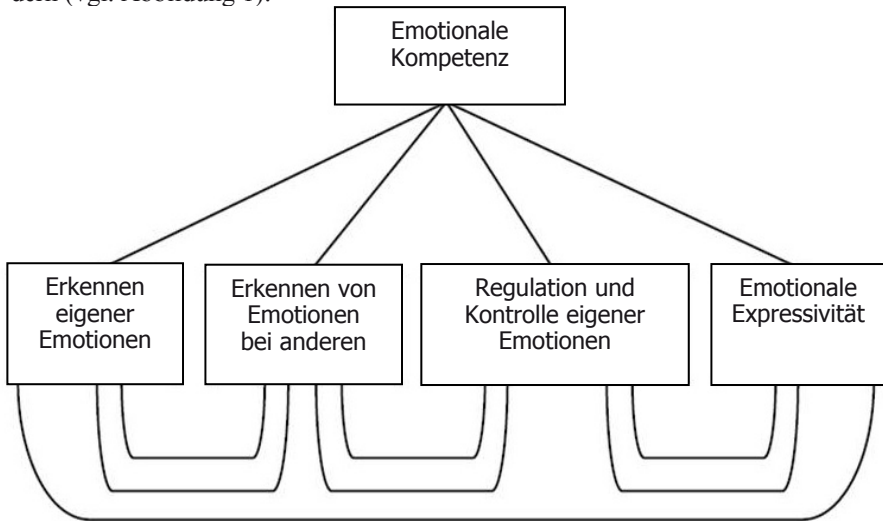 Emotionale
Kompetenz
Erkennen
eigener
Emotionen
Erkennen von
Emotionen
bei anderen
Regulation und
Kontrolle eigener
Emotionen
Emotionale
Expressivität